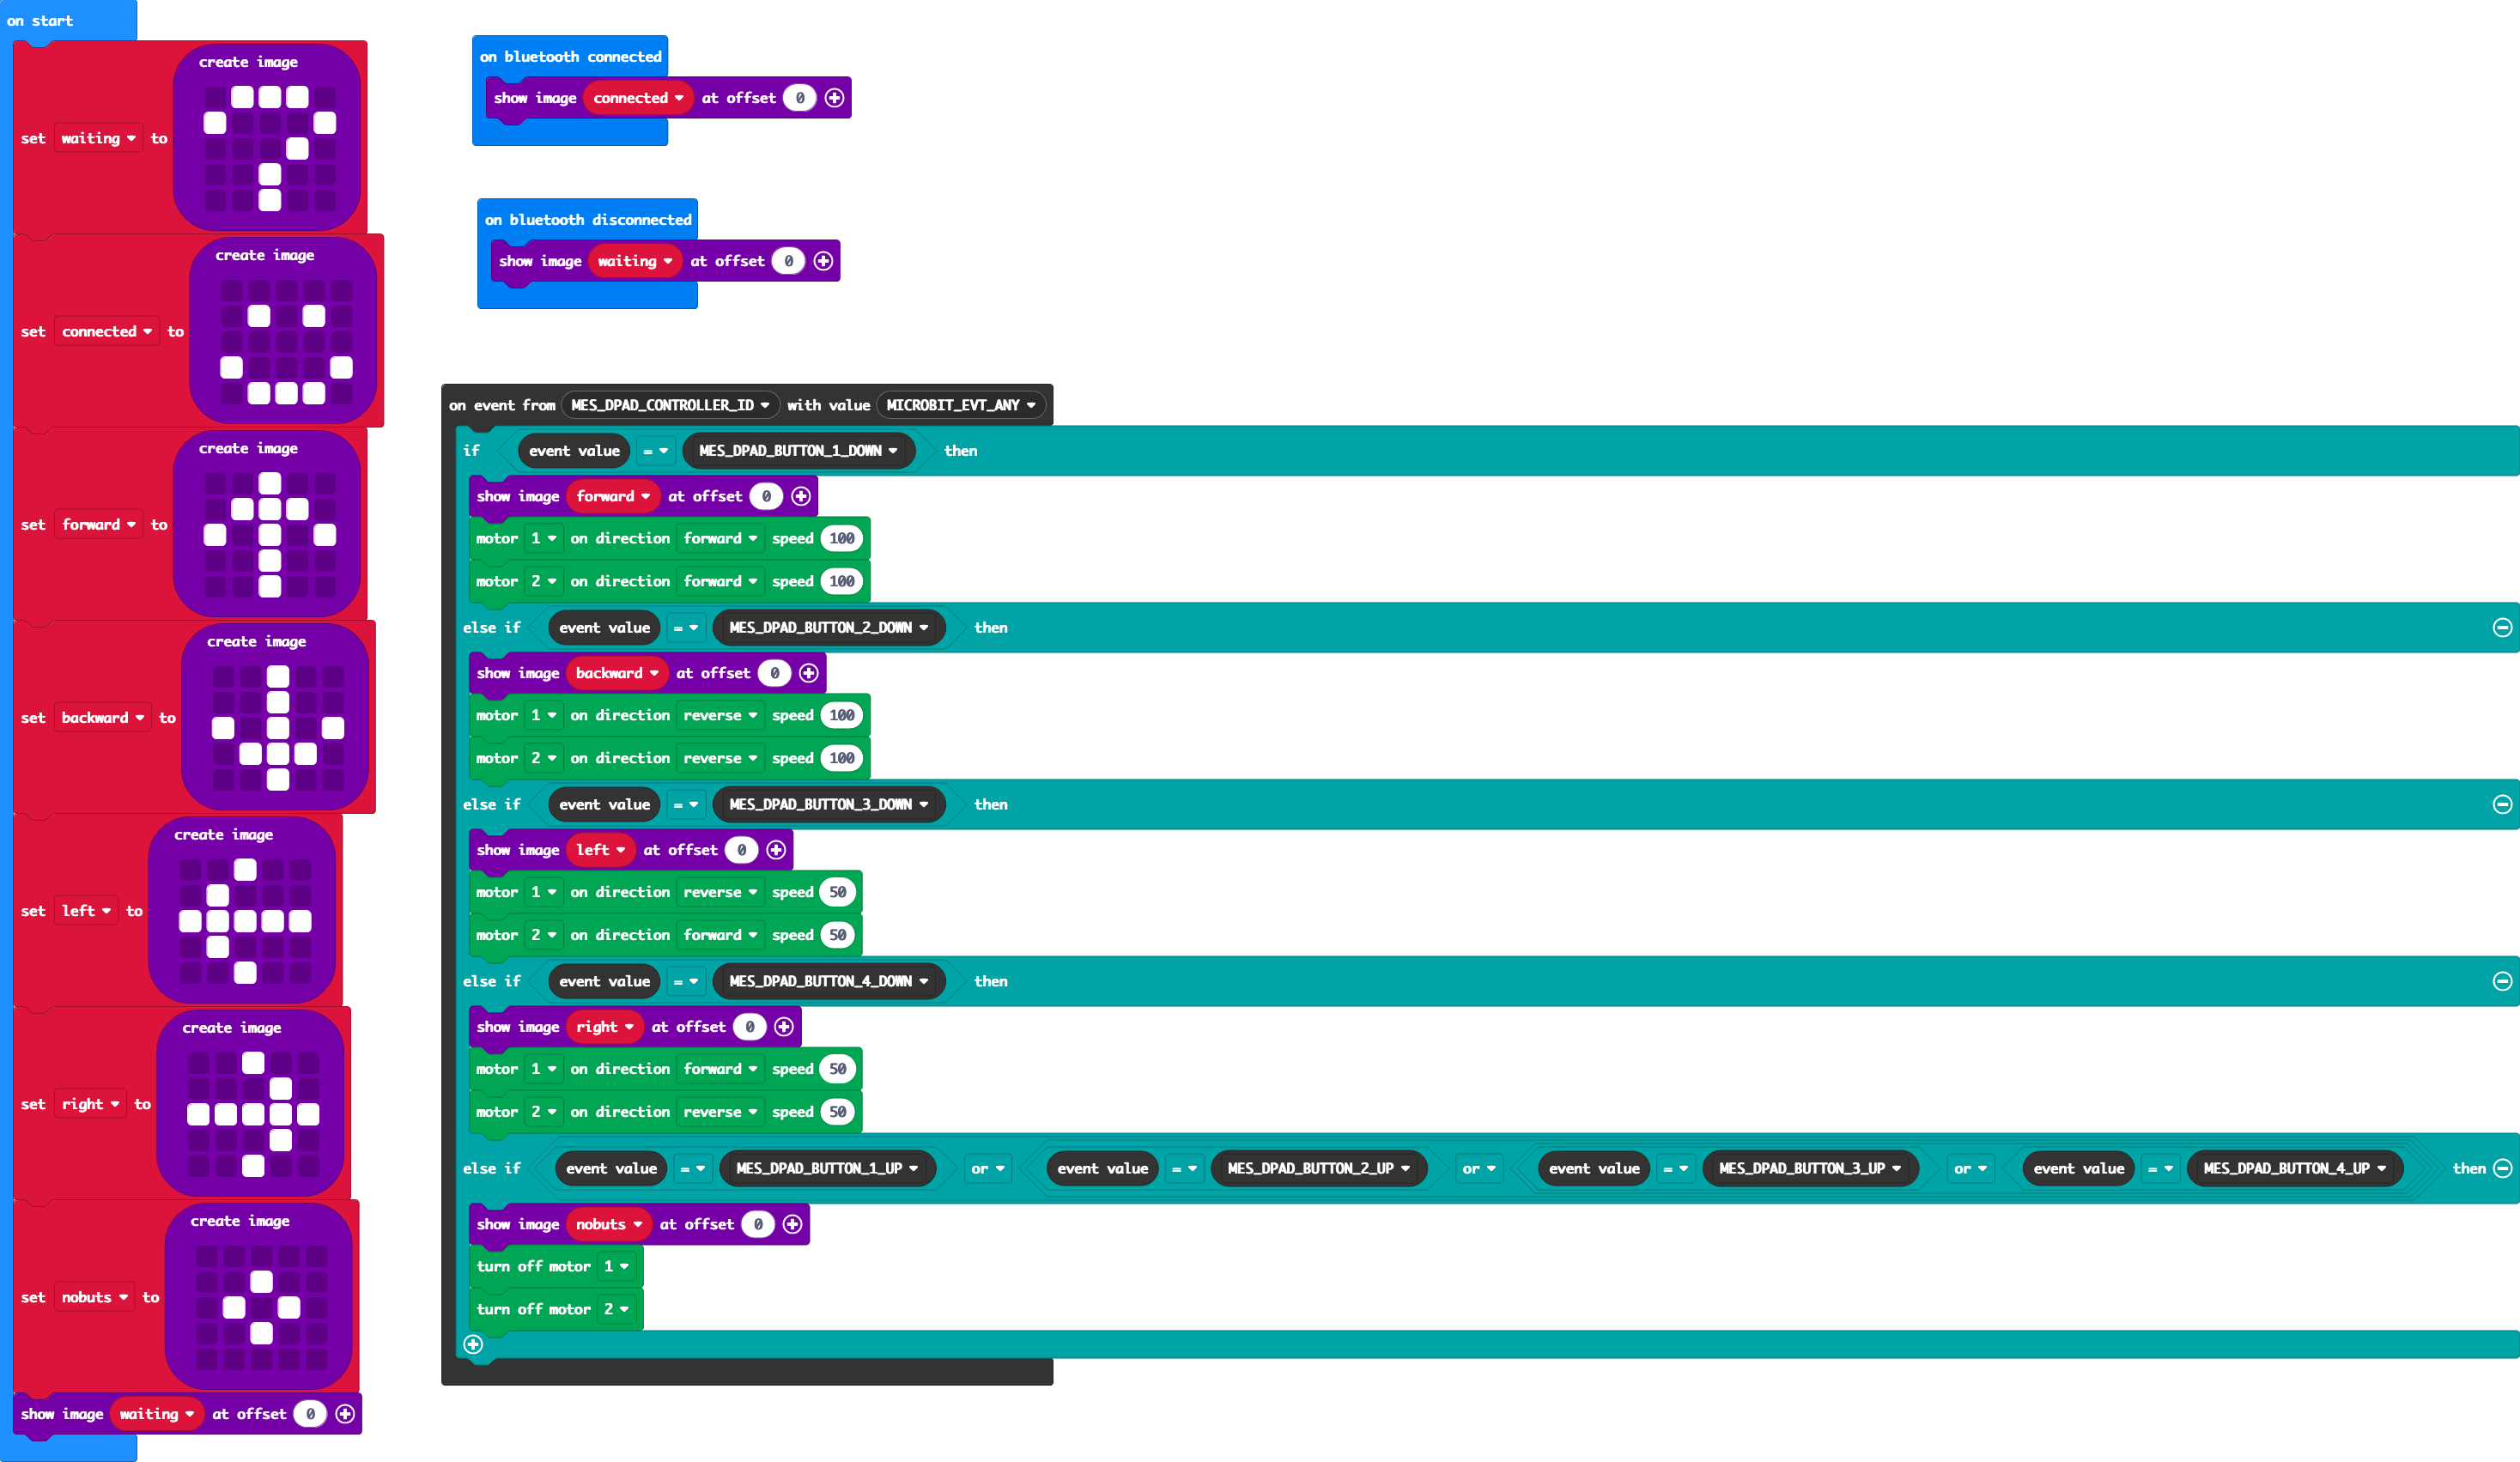 on start
create image
set waiting to
create image
set connected to
create image
set forward to
create image
set backward to
create image
set left to
create image
set right to
create image
set nobuts to
show image waiting at offset 0
on bluetooth connected
show image connected at offset 0
on bluetooth disconnected
show image waiting at offset 0
on event from MES_DPAD_CONTROLLER_ID with value MICROBIT_EVT_ANY
if event value = MES_DPAD_BUTTON_1_DOWN then
show image forward at offset 0
motor 1 on direction forward speed 100
motor 2 on direction forward speed 100
else if event value = MES_DPAD_BUTTON_2_DOWN then
show image backward at offset 0
motor 1 on direction reverse speed 100
motor 2 on direction reverse speed 100
else if event value = MES_DPAD_BUTTON_3_DOWN then
show image left at offset 0
motor 1 on direction reverse speed 50
motor 2 on direction forward speed 50
else if event value = MES_DPAD_BUTTON_4_DOWN then
show image right at offset 0
motor 1 on direction forward speed 50
motor 2 on direction reverse speed 50
else if event value = MES_DPAD_BUTTON_1_UP or event value = MES_DPAD_BUTTON_2_UP or event value = MES_DPAD_BUTTON_3_UP or event value = MES_DPAD_BUTTON_4_UP then
show image nobuts at offset 0
turn off motor 1
turn off motor 2